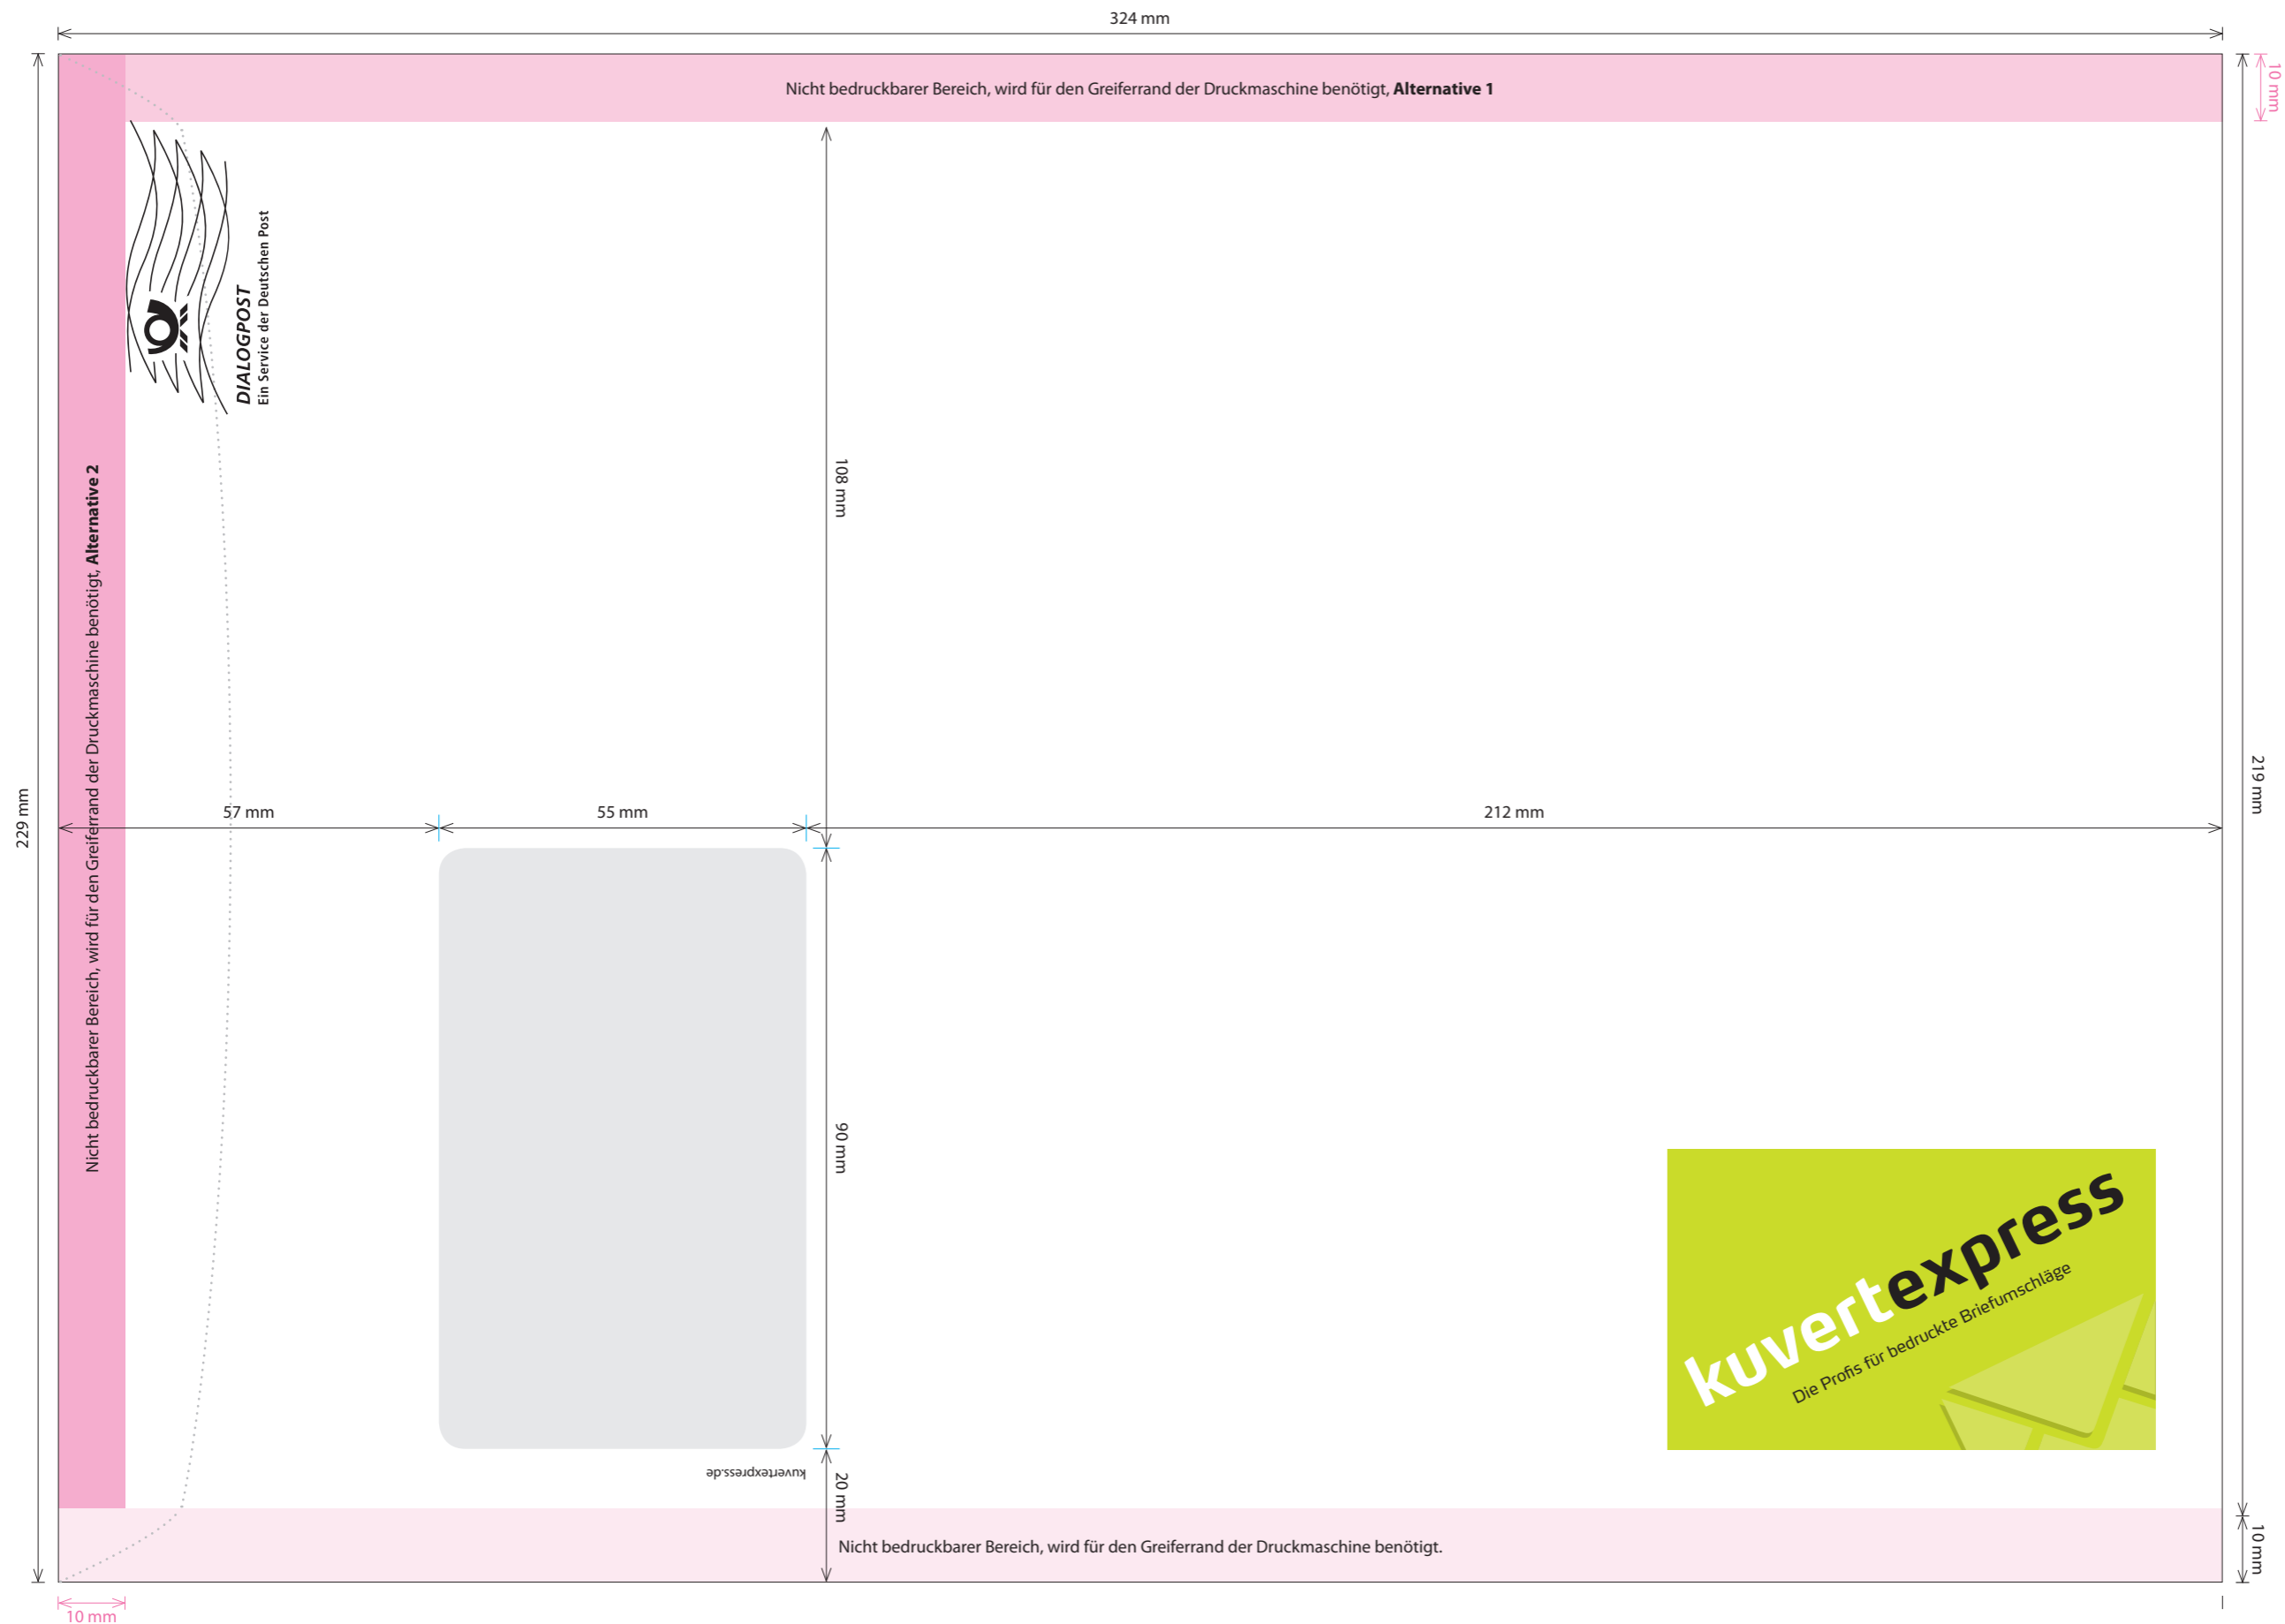 324 mm
10 mm
Nicht bedruckbarer Bereich, wird für den Greiferrand der Druckmaschine benötigt, Alternative 1
DIALOGPOST
Ein Service der Deutschen Post
108 mm
Nicht bedruckbarer Bereich, wird für den Greiferrand der Druckmaschine benötigt, Alternative 2
229 mm
219 mm
57 mm
55 mm
212 mm
90 mm
kuvertexpress
Die Profis für bedruckte Briefumschläge
kuvertexpress.de
20 mm
Nicht bedruckbarer Bereich, wird für den Greiferrand der Druckmaschine benötigt.
10 mm
10 mm